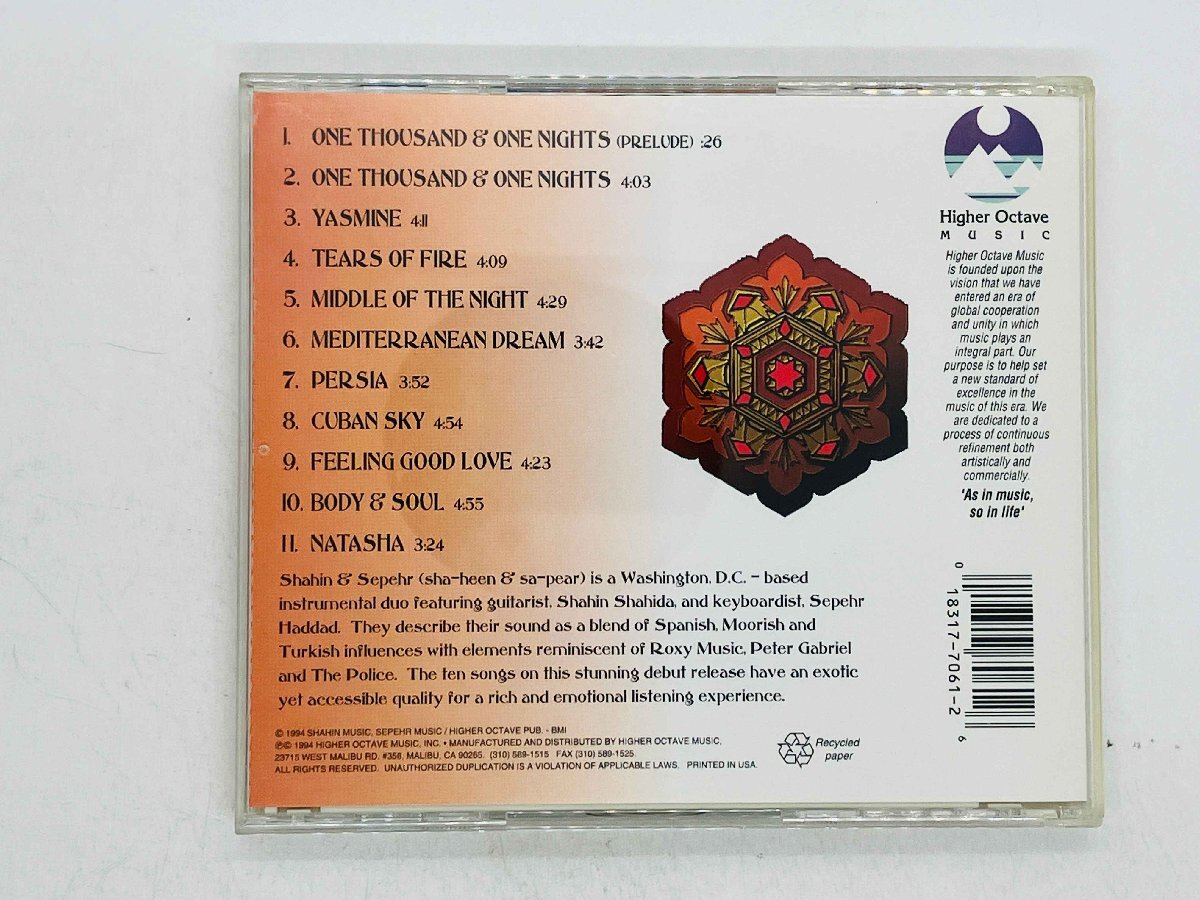 1. ONE THOUSAND & ONE NIGHTS (PRELUDE) :26
2. ONE THOUSAND & ONE NIGHTS 4:03
3. YASMINE 4:11
4. TEARS OF FIRE 4:09
5. MIDDLE OF THE NIGHT 4:29
6. MEDITERRANEAN DREAM 3:42
7. PERSIA 3:52
8. CUBAN SKY 4:54
9. FEELING GOOD LOVE 4:23
10. BODY & SOUL 4:55
11. NATASHA 3:24
Shahin & Sepehr (sha-heen & sa-pear) is a Washington, D.C. – based
instrumental duo featuring guitarist, Shahin Shahida, and keyboardist, Sepehr
Haddad. They describe their sound as a blend of Spanish, Moorish and
Turkish influences with elements reminiscent of Roxy Music, Peter Gabriel
and The Police. The ten songs on this stunning debut release have an exotic
yet accessible quality for a rich and emotional listening experience.
© 1994 SHAHIN MUSIC, SEPEHR MUSIC / HIGHER OCTAVE PUB. - BMI
℗© 1994 HIGHER OCTAVE MUSIC, INC. • MANUFACTURED AND DISTRIBUTED BY HIGHER OCTAVE MUSIC,
23715 WEST MALIBU RD. #358, MALIBU, CA 90265. (310) 589-1515 FAX (310) 589-1525.
ALL RIGHTS RESERVED. UNAUTHORIZED DUPLICATION IS A VIOLATION OF APPLICABLE LAWS. PRINTED IN USA.
Recycled
paper
Higher Octave
MUSIC
Higher Octave Music
is founded upon the
vision that we have
entered an era of
global cooperation
and unity in which
music plays an
integral part. Our
purpose is to help set
a new standard of
excellence in the
music of this era. We
are dedicated to a
process of continuous
refinement both
artistically and
commercially.
'As in music,
so in life'
0 18317-7061-2 6